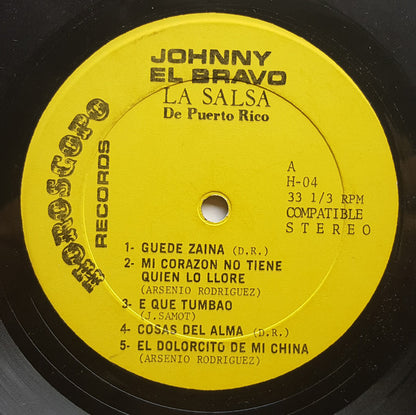 JOHNNY
EL BRAVO
LA SALSA
De Puerto Rico
HOROSCOPO
RECORDS
A
H-04
33 1/3 RPM
COMPATIBLE
STEREO
1- GUEDE ZAINA (D.R.)
2- MI CORAZON NO TIENE
QUIEN LO LLORE
(ARSENIO RODRIGUEZ)
3- E QUE TUMBAO
(J.SAMOT)
4- COSAS DEL ALMA (D.R.)
5- EL DOLORCITO DE MI CHINA
(ARSENIO RODRIGUEZ)